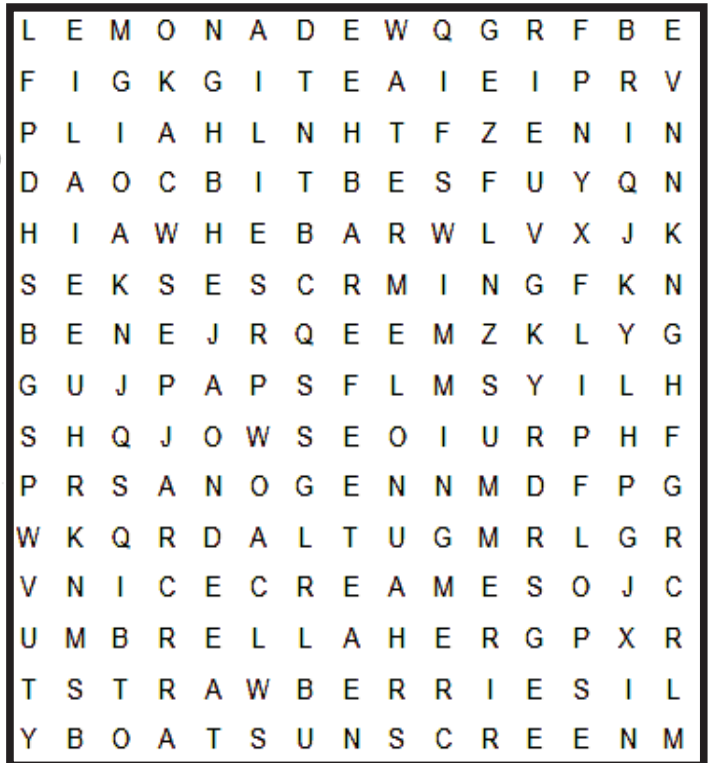 L E M O N A D E W Q G R F B E
F I G K G I T E A I E I P R V
P L I A H L N H T F Z E N I N
D A O C B I T B E S F U Y Q N
H I A W H E B A R W L V X J K
S E K S E S C R M I N G F K N
B E N E J R Q E E M Z K L Y G
G U J P A P S F L M S Y I L H
S H Q J O W S E O I U R P H F
P R S A N O G E N N M D F P G
W K Q R D A L T U G M R L G R
V N I C E C R E A M E S O J C
U M B R E L L A H E R G P X R
T S T R A W B E R R I E S I L
Y B O A T S U N S C R E E N M